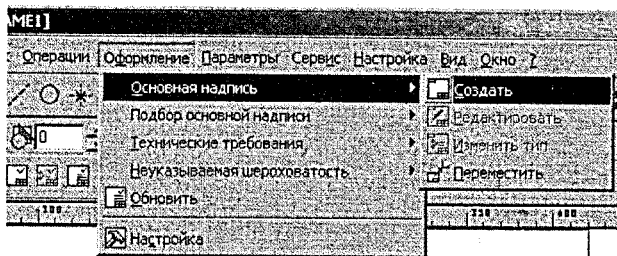 AME1]
Операции Оформление Параметры Сервис Настройка Вид Окно ?
Основная надпись
Создать
Подбор основной надписи
Редактировать
Технические требования
Изменить тип
Неуказываемая шероховатость
Переместить
0
Обновить
Настройка